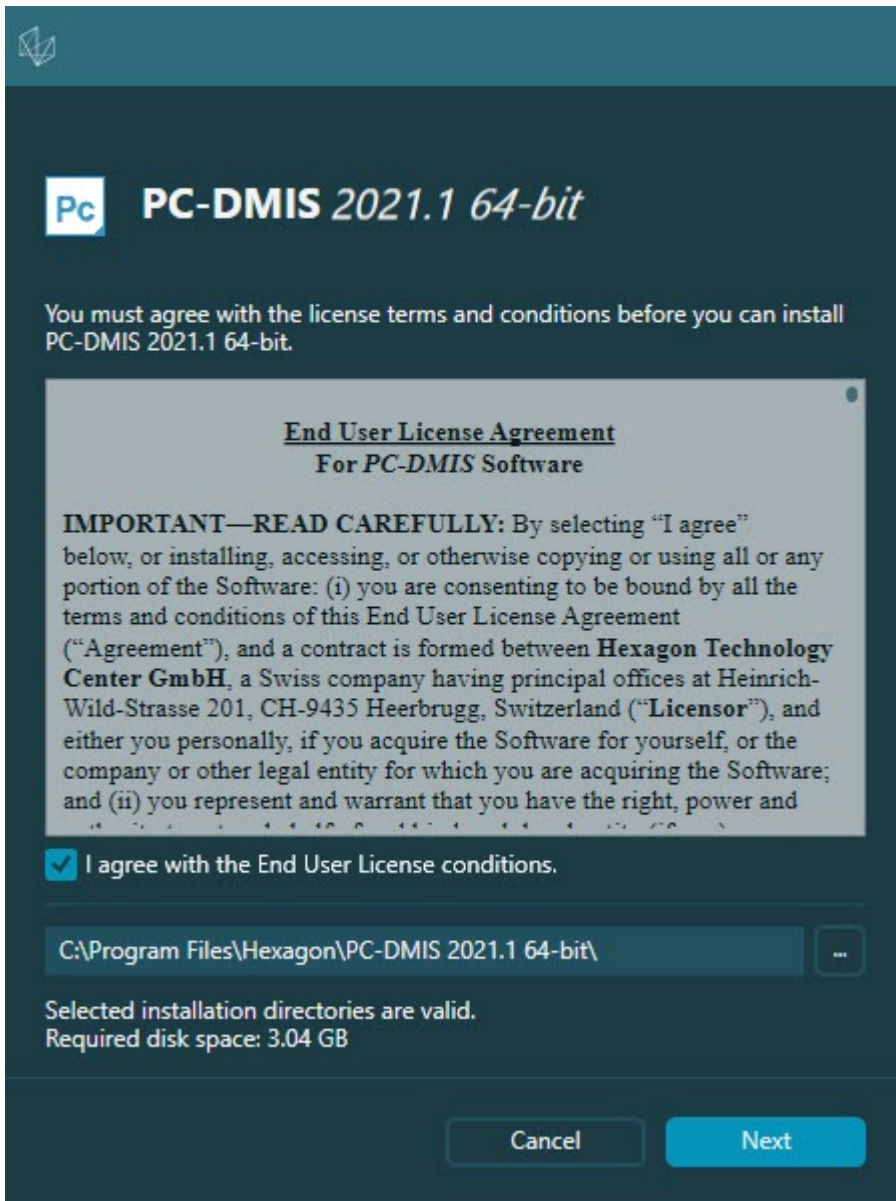 Pc
PC-DMIS 2021.1 64-bit
You must agree with the license terms and conditions before you can install
PC-DMIS 2021.1 64-bit.
End User License Agreement
For PC-DMIS Software
IMPORTANT—READ CAREFULLY: By selecting “I agree”
below, or installing, accessing, or otherwise copying or using all or any
portion of the Software: (i) you are consenting to be bound by all the
terms and conditions of this End User License Agreement
(“Agreement”), and a contract is formed between Hexagon Technology
Center GmbH, a Swiss company having principal offices at Heinrich-
Wild-Strasse 201, CH-9435 Heerbrugg, Switzerland (“Licensor”), and
either you personally, if you acquire the Software for yourself, or the
company or other legal entity for which you are acquiring the Software;
and (ii) you represent and warrant that you have the right, power and
I agree with the End User License conditions.
C:\Program Files\Hexagon\PC-DMIS 2021.1 64-bit\
...
Selected installation directories are valid.
Required disk space: 3.04 GB
Cancel
Next